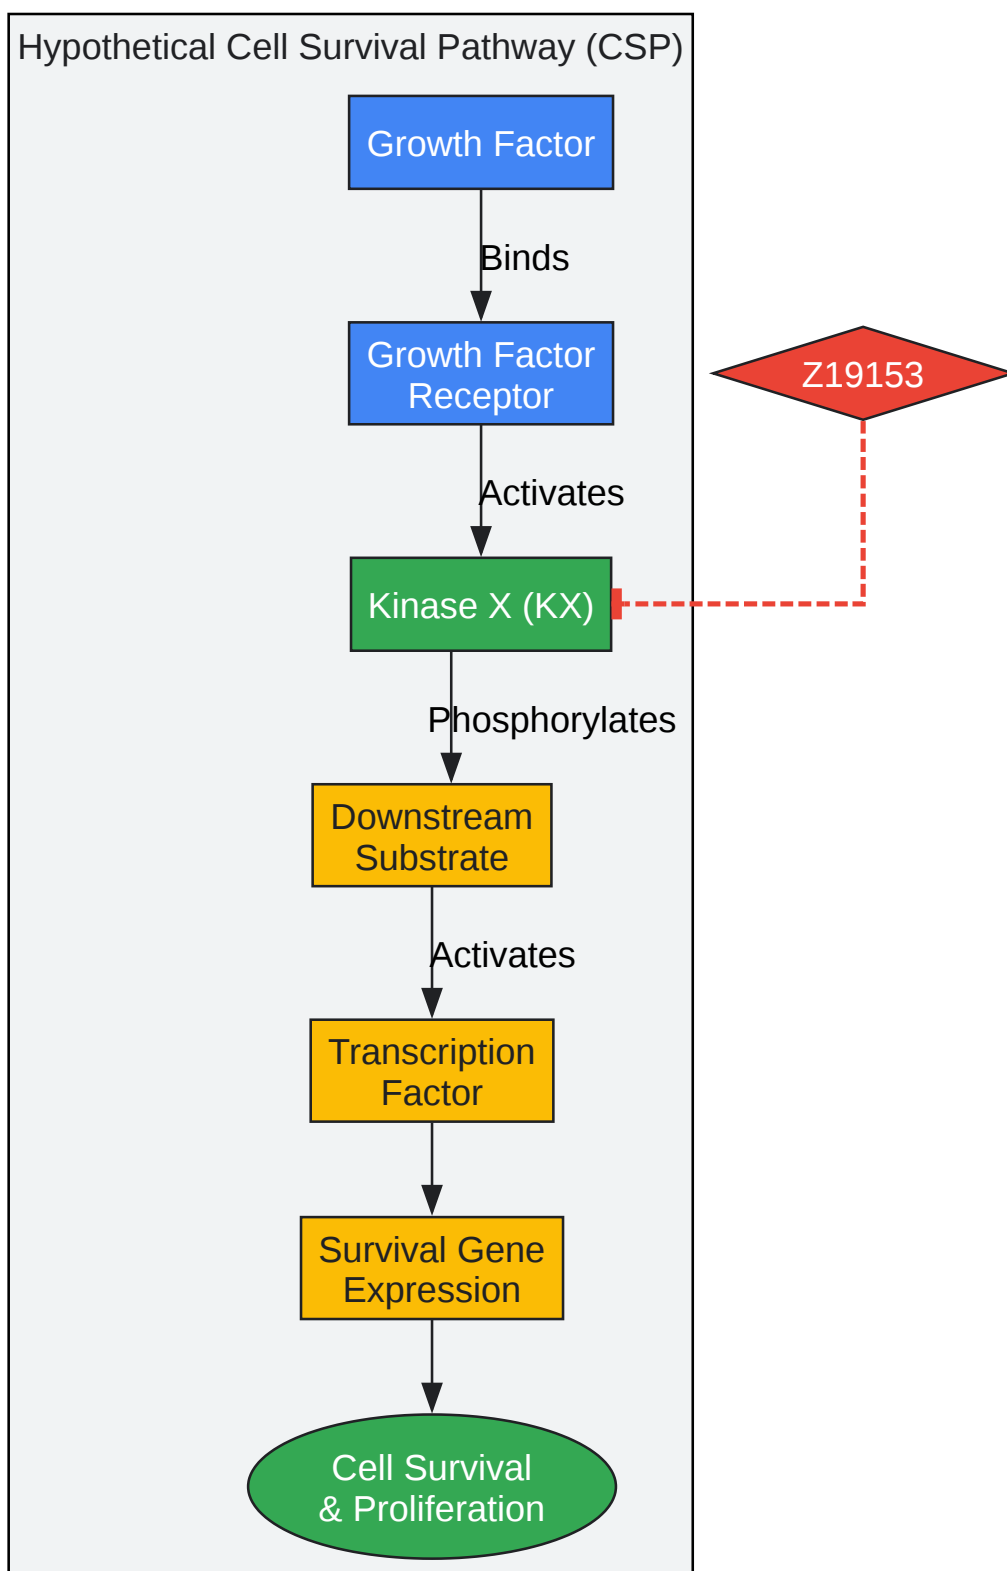 Hypothetical Cell Survival Pathway (CSP)
Growth Factor
Binds
Growth Factor
Receptor
Z19153
Activates
Kinase X (KX)
Phosphorylates
Downstream
Substrate
Activates
Transcription
Factor
Survival Gene
Expression
Cell Survival
& Proliferation